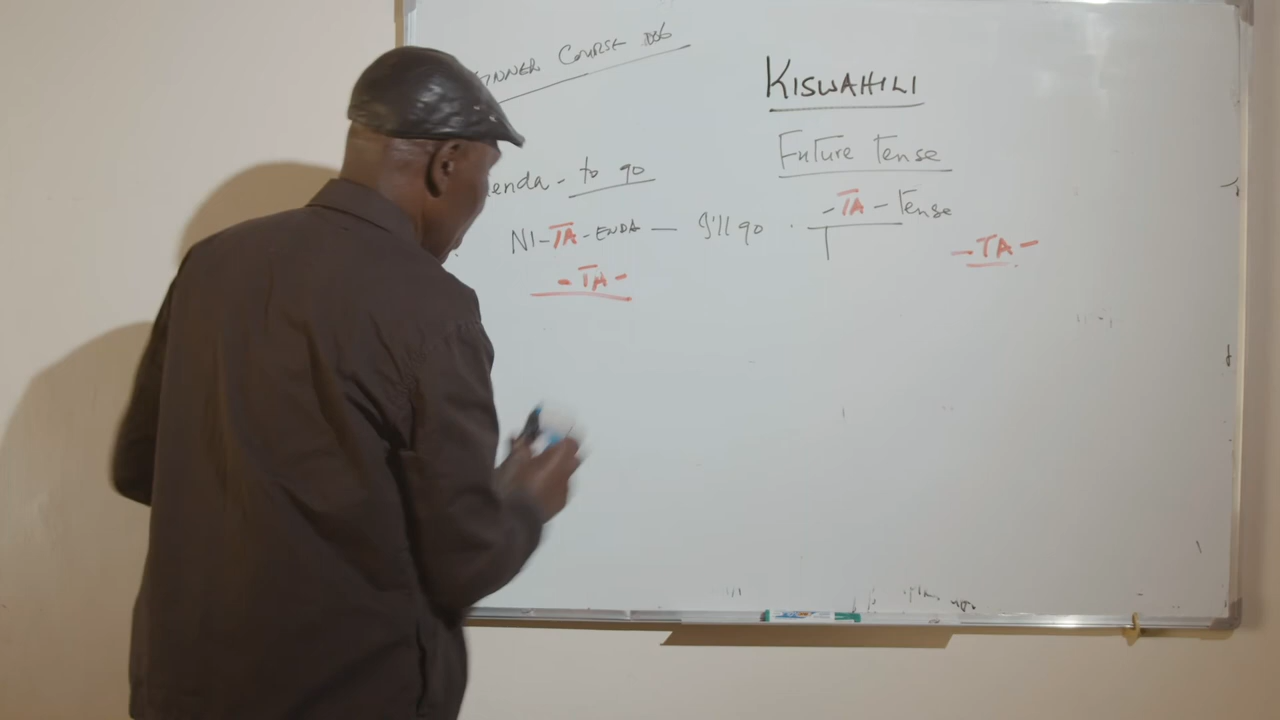 NNER COURSE 006
KISWAHILI
Future tense
enda - to go
-TA- tense
NI-TA-ENDA — I'll go .
-TA-
-TA-